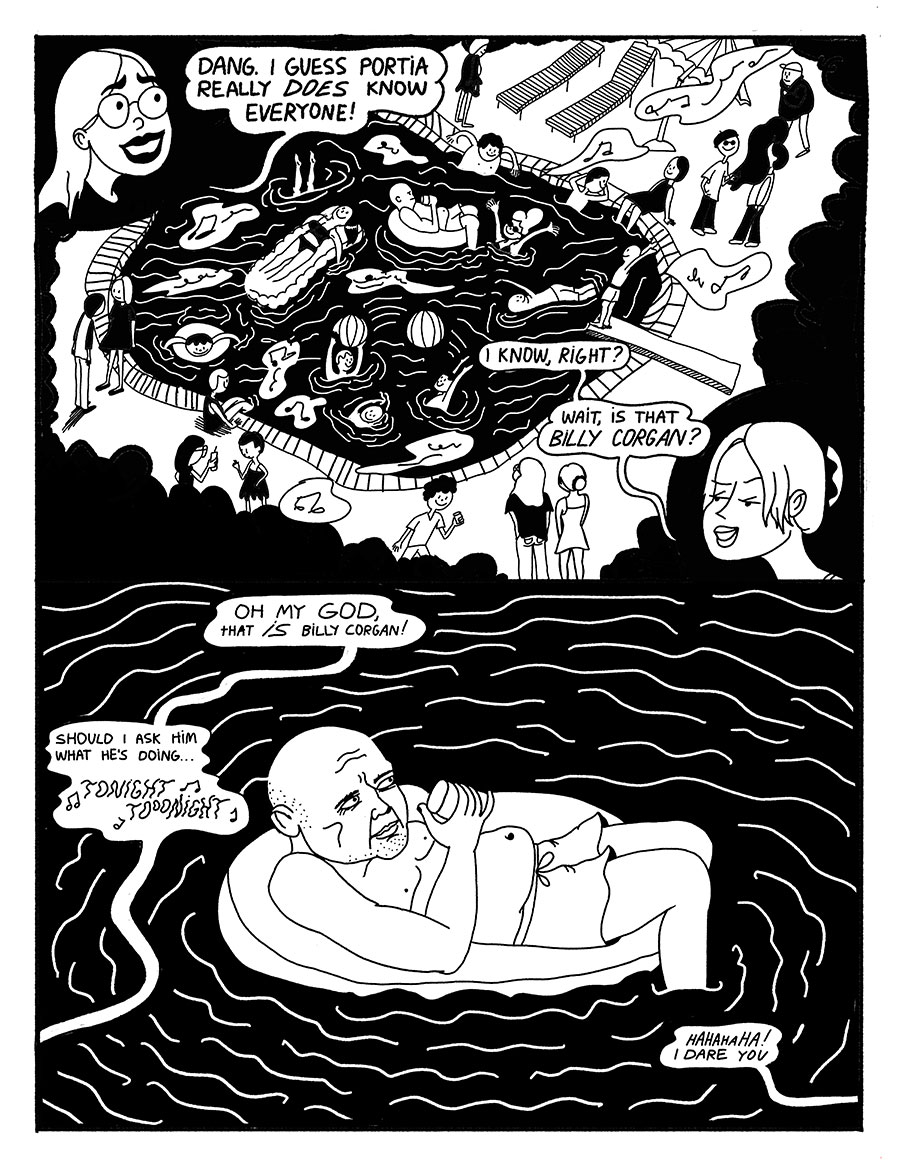 DANG. I GUESS PORTIA
REALLY DOES KNOW
EVERYONE!
I KNOW, RIGHT?
WAIT, IS THAT
BILLY CORGAN?
OH MY GOD,
THAT IS BILLY CORGAN!
SHOULD I ASK HIM
WHAT HE'S DOING...
TONIGHT
TOOONIGHT
HAHAHAHA!
I DARE YOU